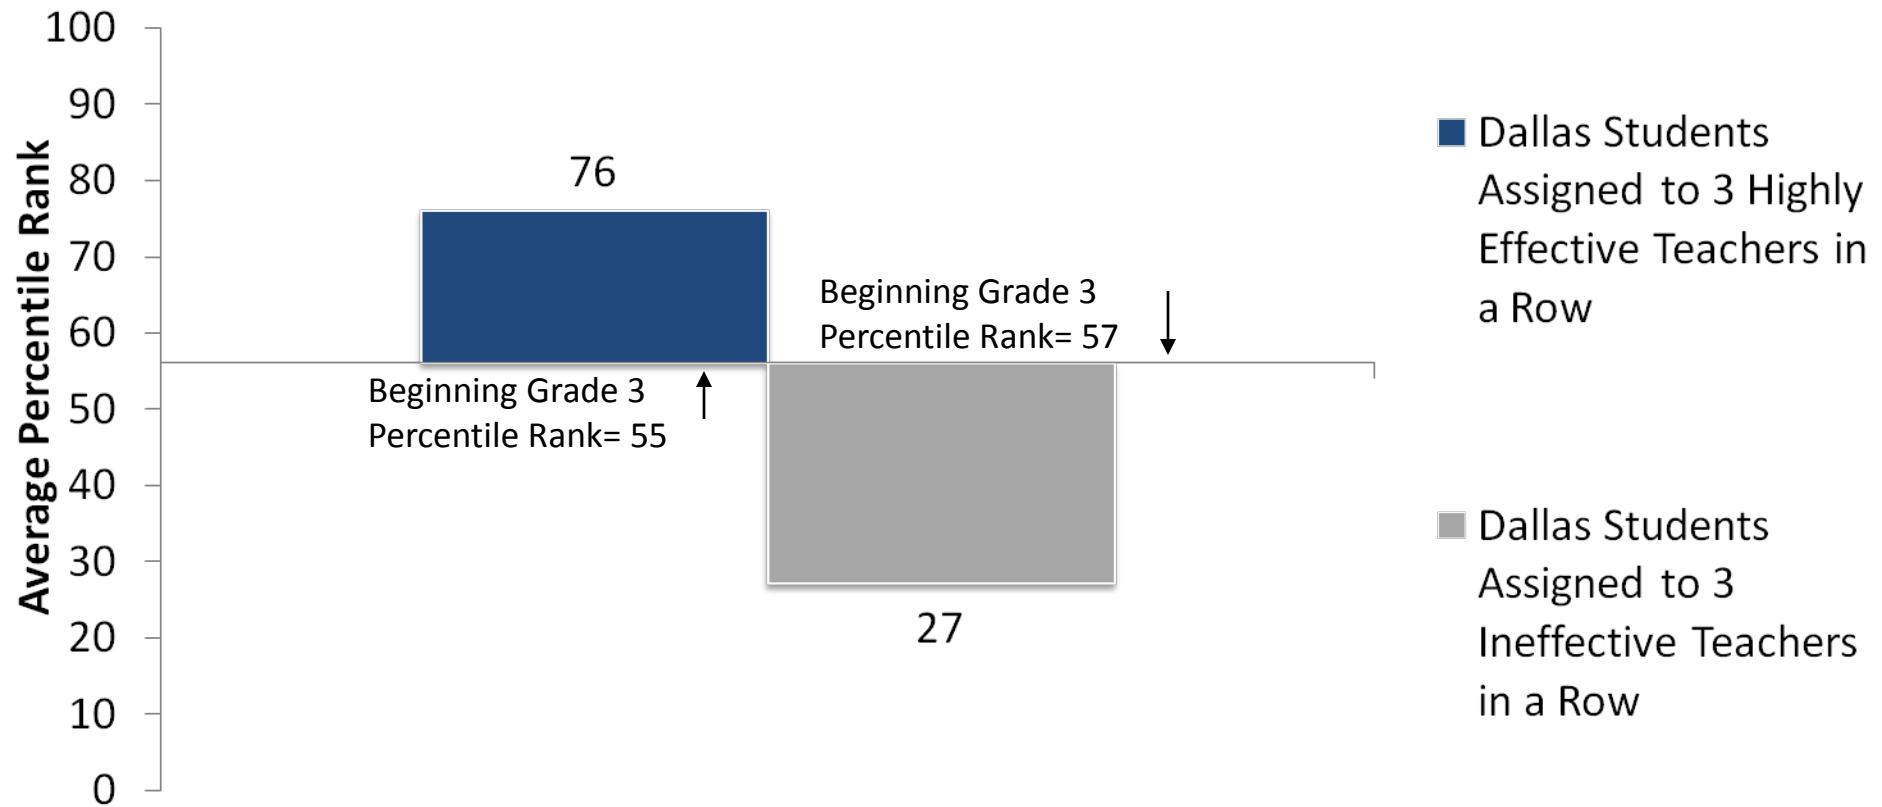 Average Percentile Rank
100
90
80
70
60
50
40
30
20
10
0
76
Beginning Grade 3
Percentile Rank= 57
Beginning Grade 3
Percentile Rank= 55
27
Dallas Students
Assigned to 3 Highly
Effective Teachers in
a Row
Dallas Students
Assigned to 3
Ineffective Teachers
in a Row